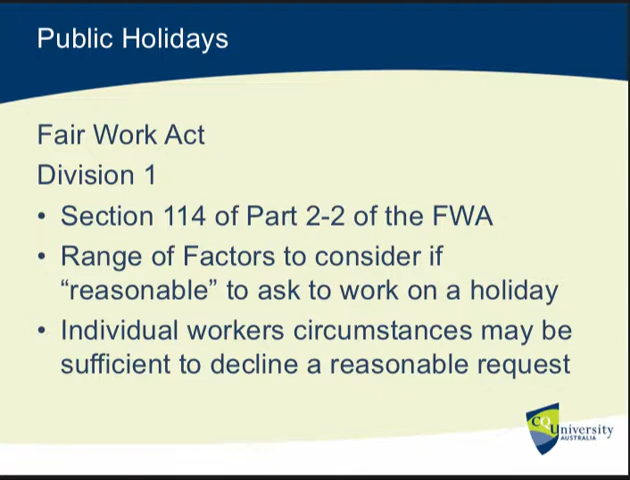 Public Holidays
Fair Work Act
Division 1
• Section 114 of Part 2-2 of the FWA
• Range of Factors to consider if
“reasonable” to ask to work on a holiday
• Individual workers circumstances may be
sufficient to decline a reasonable request
CQUniversity
AUSTRALIA